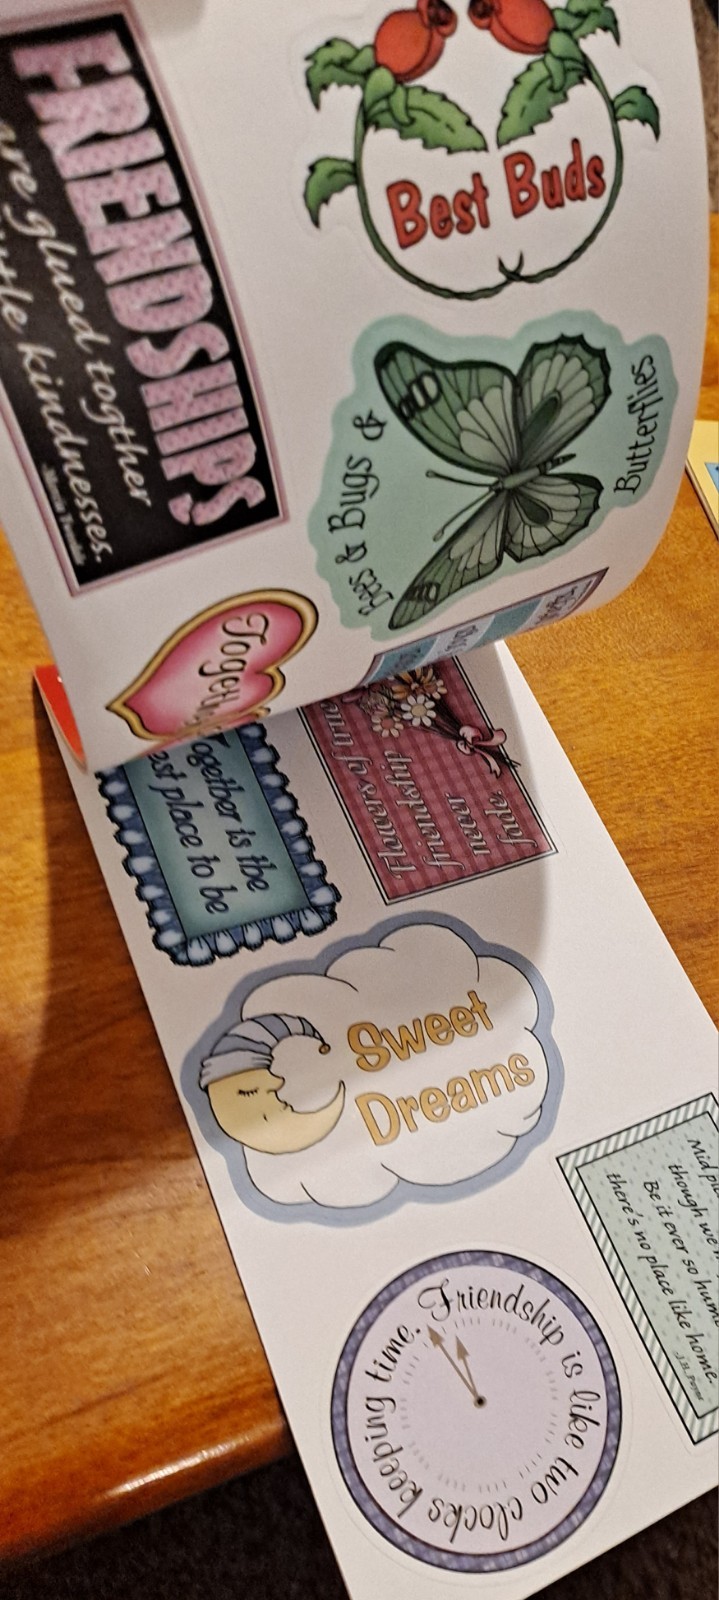 FRIENDSHIPS
are glued togther
little kindnesses.
Best Buds
Bees & Bugs &
Butterflies
Together
Together is the
best place to be
Flowers of true
friendship
never
fade
Sweet
Dreams
Mid
though we
Be it ever so
there's no place like home.
Friendship is like two clocks keeping time.